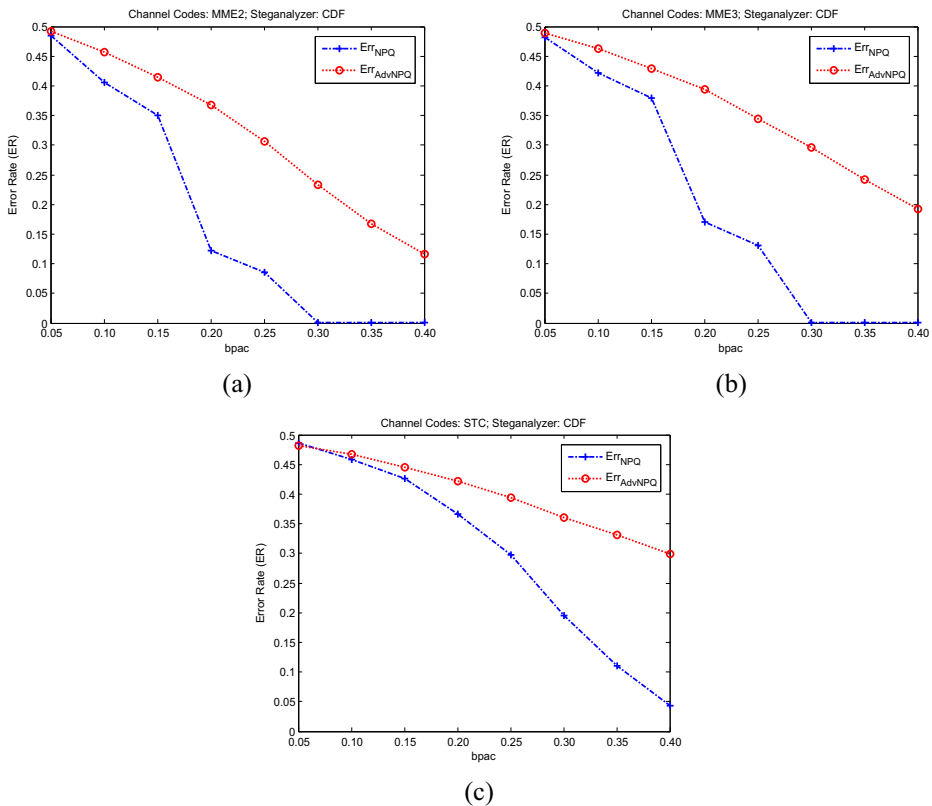 Channel Codes: MME2; Steganalyzer: CDF
0.5
0.45
0.4
0.35
0.3
0.25
0.2
0.15
0.1
0.05
0
Error Rate (ER)
Err_NPQ
Err_AdvNPQ
0.05 0.10 0.15 0.20 0.25 0.30 0.35 0.40
bpac
(a)
Channel Codes: MME3; Steganalyzer: CDF
0.5
0.45
0.4
0.35
0.3
0.25
0.2
0.15
0.1
0.05
0
Error Rate (ER)
Err_NPQ
Err_AdvNPQ
0.05 0.10 0.15 0.20 0.25 0.30 0.35 0.40
bpac
(b)
Channel Codes: STC; Steganalyzer: CDF
0.5
0.45
0.4
0.35
0.3
0.25
0.2
0.15
0.1
0.05
0
Error Rate (ER)
Err_NPQ
Err_AdvNPQ
0.05 0.10 0.15 0.20 0.25 0.30 0.35 0.40
bpac
(c)